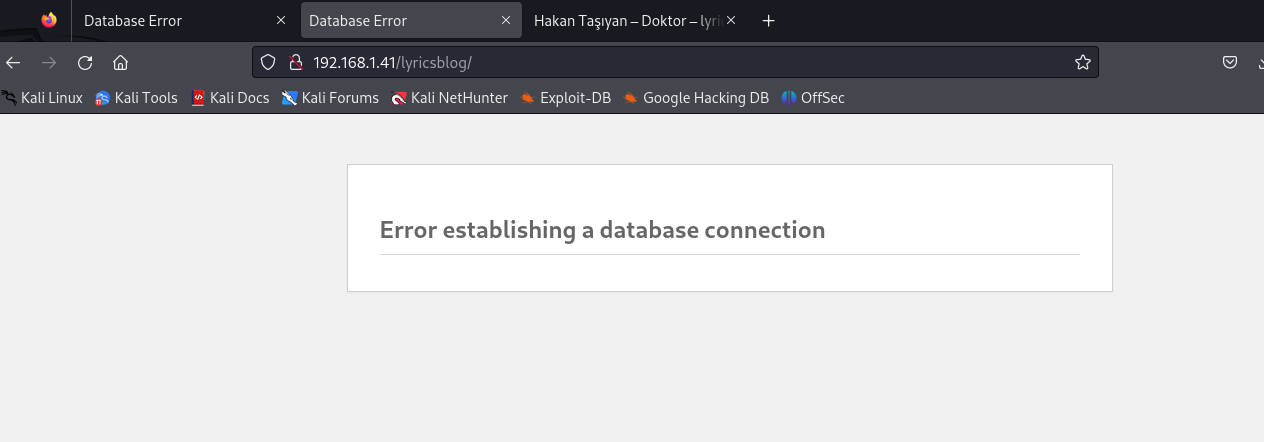 Database Error
Database Error
Hakan Taşıyan – Doktor – lyri
192.168.1.41/lyricsblog/
Kali Linux Kali Tools Kali Docs Kali Forums Kali NetHunter Exploit-DB Google Hacking DB OffSec
Error establishing a database connection